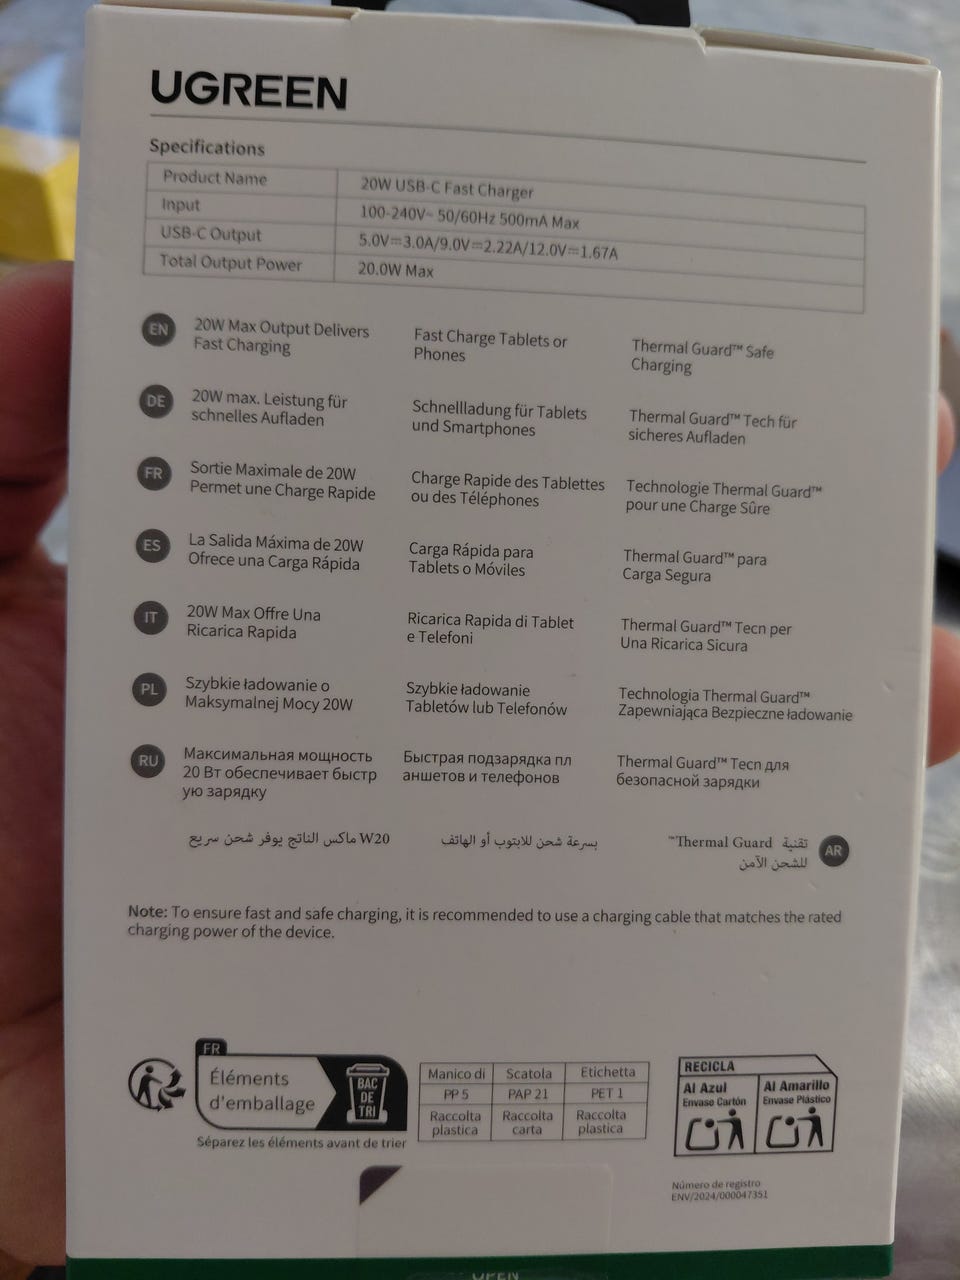 UGREEN
Specifications
Product Name 20W USB-C Fast Charger
Input 100-240V~ 50/60Hz 500mA Max
USB-C Output 5.0V⎓3.0A/9.0V⎓2.22A/12.0V⎓1.67A
Total Output Power 20.0W Max
EN
20W Max Output Delivers
Fast Charging
Fast Charge Tablets or
Phones
Thermal Guard™ Safe
Charging
DE
20W max. Leistung für
schnelles Aufladen
Schnellladung für Tablets
und Smartphones
Thermal Guard™ Tech für
sicheres Aufladen
FR
Sortie Maximale de 20W
Permet une Charge Rapide
Charge Rapide des Tablettes
ou des Téléphones
Technologie Thermal Guard™
pour une Charge Sûre
ES
La Salida Máxima de 20W
Ofrece una Carga Rápida
Carga Rápida para
Tablets o Móviles
Thermal Guard™ para
Carga Segura
IT
20W Max Offre Una
Ricarica Rapida
Ricarica Rapida di Tablet
e Telefoni
Thermal Guard™ Tecn per
Una Ricarica Sicura
PL
Szybkie ładowanie o
Maksymalnej Mocy 20W
Szybkie ładowanie
Tabletów lub Telefonów
Technologia Thermal Guard™
Zapewniająca Bezpieczne ładowanie
RU
Максимальная мощность
20 Вт обеспечивает быстр
ую зарядку
Быстрая подзарядка пл
аншетов и телефонов
Thermal Guard™ Tecn для
безопасной зарядки
AR
تقنية Thermal Guard™
للشحن الآمن
بسرعة شحن للابتوب أو الهاتف
W20 ماكس الناتج يوفر شحن سريع
Note: To ensure fast and safe charging, it is recommended to use a charging cable that matches the rated
charging power of the device.
FR
Éléments
d'emballage
BAC
DE
TRI
Séparez les éléments avant de trier
Manico di Scatola Etichetta
PP 5 PAP 21 PET 1
Raccolta Raccolta Raccolta
plastica carta plastica
RECICLA
Al Azul
Envase Cartón
Al Amarillo
Envase Plástico
Número de registro
ENV/2024/000047351
OPEN